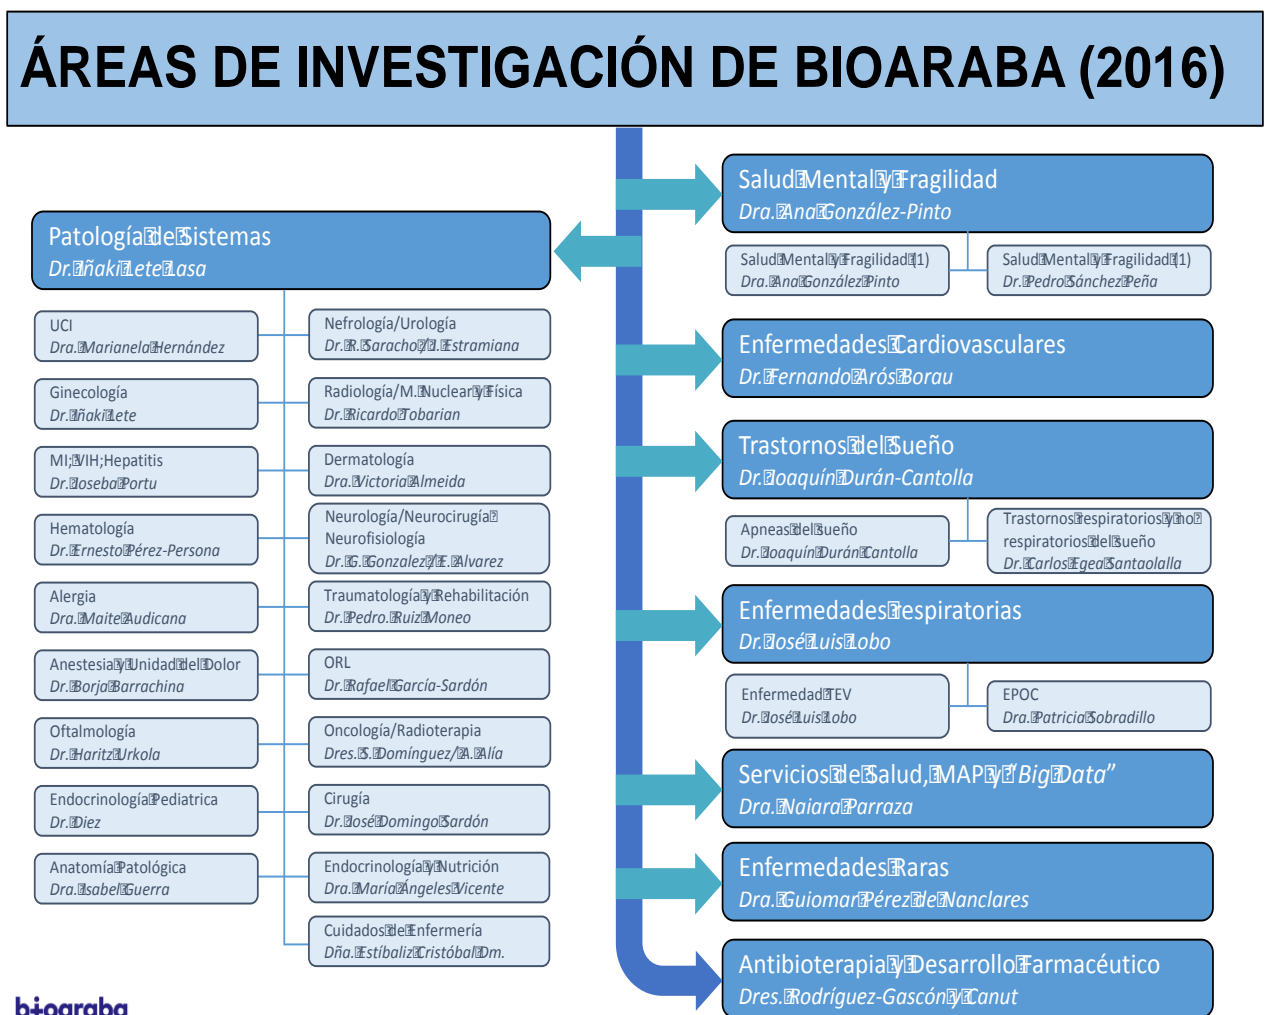 ÁREAS DE INVESTIGACIÓN DE BIOARABA (2016)
Patología de Sistemas
Dr. Iñaki Lete Lasa
UCI
Dra. Marianela Hernández
Ginecología
Dr. Iñaki Lete
MI; VIH;Hepatitis
Dr. Joseba Portu
Hematología
Dr. Ernesto Pérez-Persona
Alergia
Dra. Maite Audicana
Anestesia y Unidad del Dolor
Dr. Borja Barrachina
Oftalmología
Dr. Haritz Urkola
Endocrinología Pediatrica
Dr. Diez
Anatomía Patológica
Dra. Isabel Guerra
Nefrología/Urología
Dr. R. Saracho / J. Estramiana
Radiología/M. Nuclear y Física
Dr. Ricardo Tobarian
Dermatología
Dra. Victoria Almeida
Neurología/Neurocirugía
Neurofisiología
Dr. G. Gonzalez / E. Alvarez
Traumatología y Rehabilitación
Dr. Pedro. Ruiz Moneo
ORL
Dr. Rafael García-Sardón
Oncología/Radioterapia
Dres. S. Domínguez/ A. Alía
Cirugía
Dr. José Domingo Sardón
Endocrinología y Nutrición
Dra. María Ángeles Vicente
Cuidados de Enfermería
Dña. Estíbaliz Cristóbal Dm.
Salud Mental y Fragilidad
Dra. Ana González-Pinto
Salud Mental y Fragilidad (1)
Dra. Ana González Pinto
Salud Mental y Fragilidad (1)
Dr. Pedro Sánchez Peña
Enfermedades Cardiovasculares
Dr. Fernando Arós Borau
Trastornos del Sueño
Dr. Joaquín Durán-Cantolla
Apneas del sueño
Dr. Joaquín Durán Cantolla
Trastornos respiratorios y no
respiratorios del sueño
Dr. Carlos Egea Santaolalla
Enfermedades respiratorias
Dr. José Luis Lobo
Enfermedad TEV
Dr. José Luis Lobo
EPOC
Dra. Patricia Sobradillo
Servicios de Salud, MAP y "Big Data"
Dra. Naiara Parraza
Enfermedades Raras
Dra. Guiomar Pérez de Nanclares
Antibioterapia y Desarrollo Farmacéutico
Dres. Rodríguez-Gascón y Canut
bioaraba